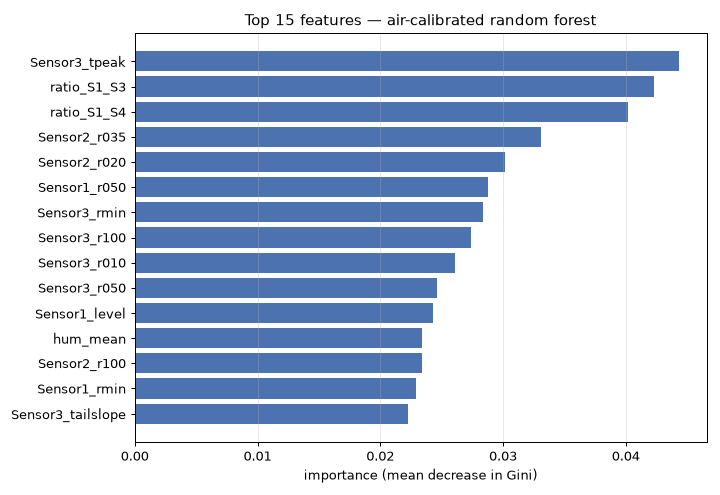 Top 15 features — air-calibrated random forest
Sensor3_tpeak
ratio_S1_S3
ratio_S1_S4
Sensor2_r035
Sensor2_r020
Sensor1_r050
Sensor3_rmin
Sensor3_r100
Sensor3_r010
Sensor3_r050
Sensor1_level
hum_mean
Sensor2_r100
Sensor1_rmin
Sensor3_tailslope
0.00 0.01 0.02 0.03 0.04
importance (mean decrease in Gini)